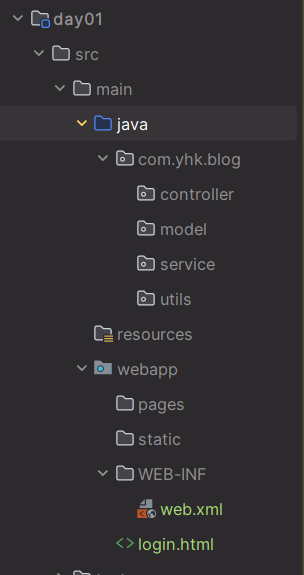 day01
src
main
java
com.yhk.blog
controller
model
service
utils
resources
webapp
pages
static
WEB-INF
web.xml
login.html